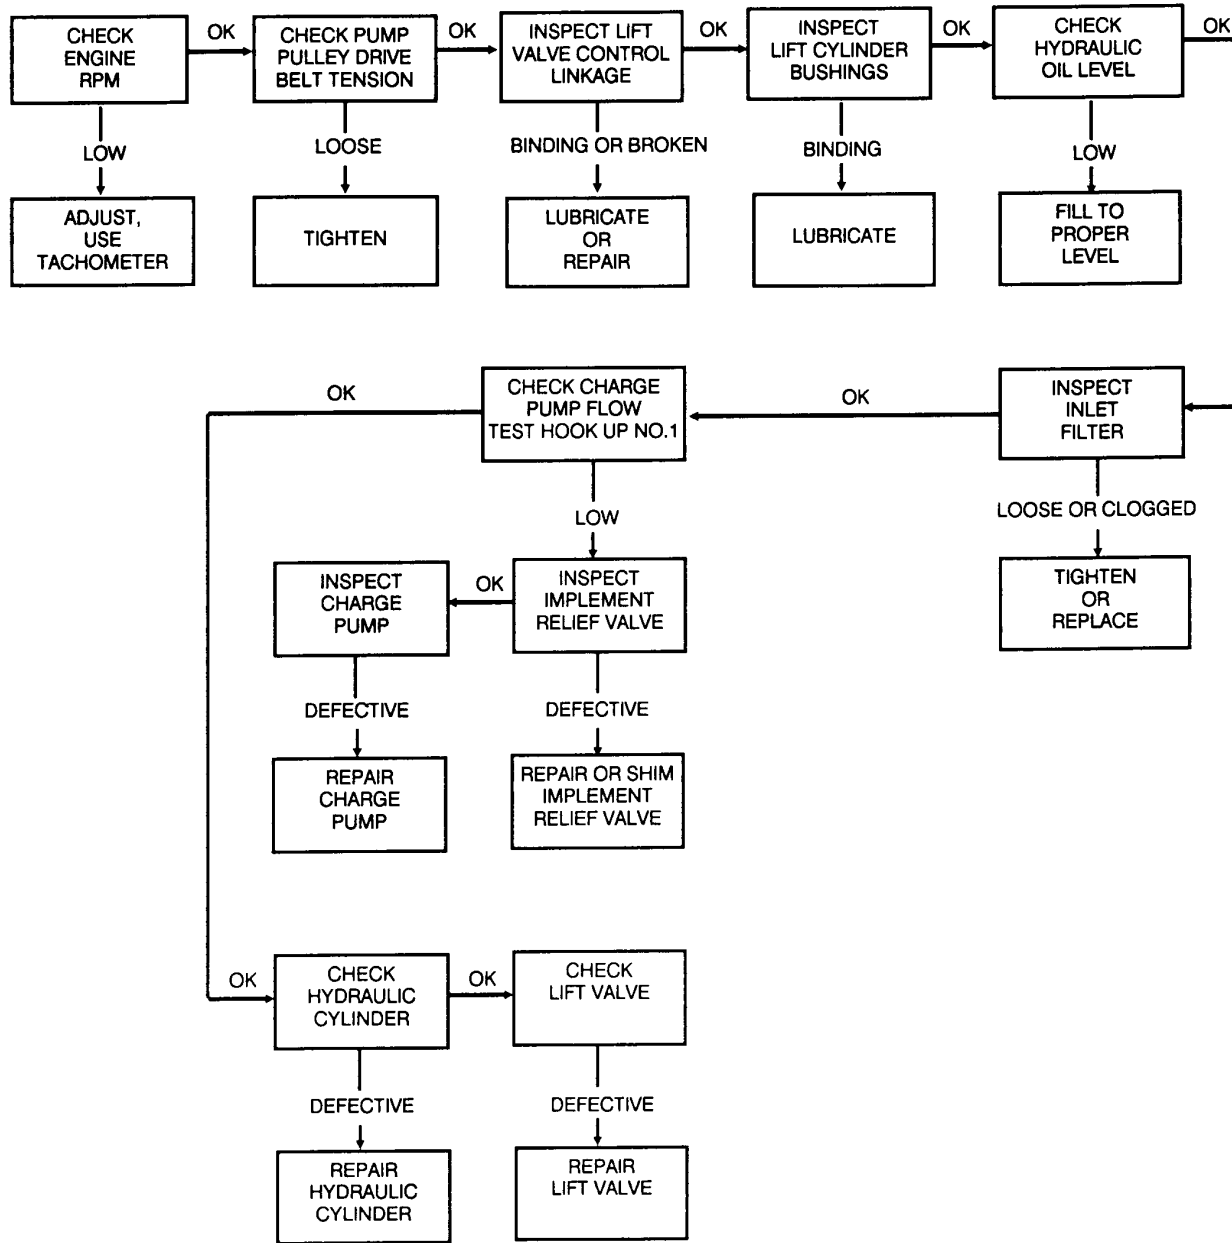 CHECK
ENGINE
RPM
OK
CHECK PUMP
PULLEY DRIVE
BELT TENSION
OK
INSPECT LIFT
VALVE CONTROL
LINKAGE
OK
INSPECT
LIFT CYLINDER
BUSHINGS
OK
CHECK
HYDRAULIC
OIL LEVEL
OK
LOW
LOOSE
BINDING OR BROKEN
BINDING
LOW
ADJUST,
USE
TACHOMETER
TIGHTEN
LUBRICATE
OR
REPAIR
LUBRICATE
FILL TO
PROPER
LEVEL
OK
CHECK CHARGE
PUMP FLOW
TEST HOOK UP NO.1
OK
INSPECT
INLET
FILTER
LOW
LOOSE OR CLOGGED
INSPECT
CHARGE
PUMP
OK
INSPECT
IMPLEMENT
RELIEF VALVE
TIGHTEN
OR
REPLACE
DEFECTIVE
DEFECTIVE
REPAIR
CHARGE
PUMP
REPAIR OR SHIM
IMPLEMENT
RELIEF VALVE
OK
CHECK
HYDRAULIC
CYLINDER
OK
CHECK
LIFT VALVE
DEFECTIVE
DEFECTIVE
REPAIR
HYDRAULIC
CYLINDER
REPAIR
LIFT VALVE